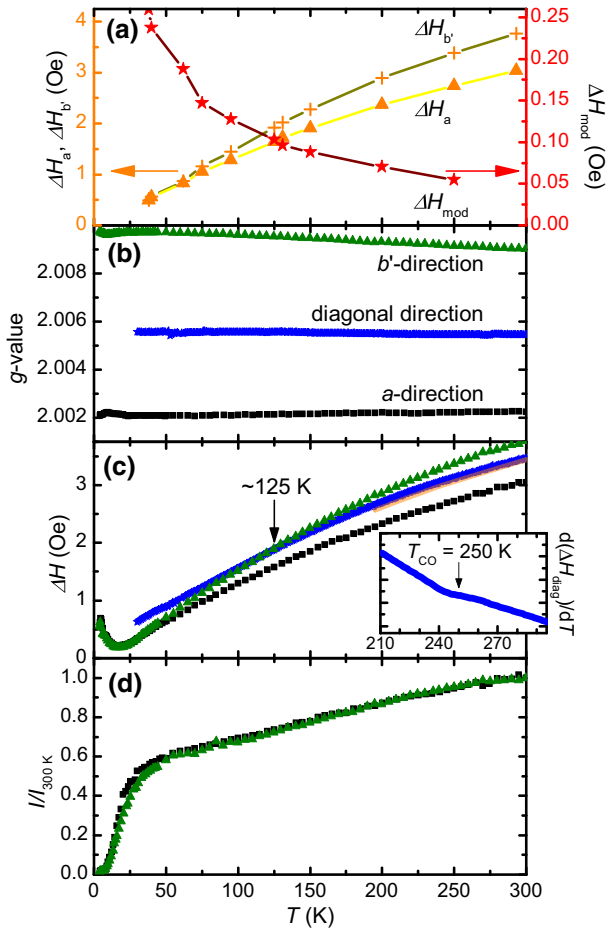 (a)
ΔH_b'
ΔH_a
ΔH_mod
ΔH_a, ΔH_b' (Oe)
4
3
2
1
0
ΔH_mod (Oe)
0.25
0.20
0.15
0.10
0.05
0.00
(b)
b'-direction
diagonal direction
a-direction
g-value
2.008
2.006
2.004
2.002
(c)
~125 K
ΔH (Oe)
3
2
1
0
T_CO = 250 K
d(ΔH_diag)/dT
210 240 270
(d)
I/I_300 K
1.0
0.8
0.6
0.4
0.2
0.0
0 50 100 150 200 250 300
T (K)